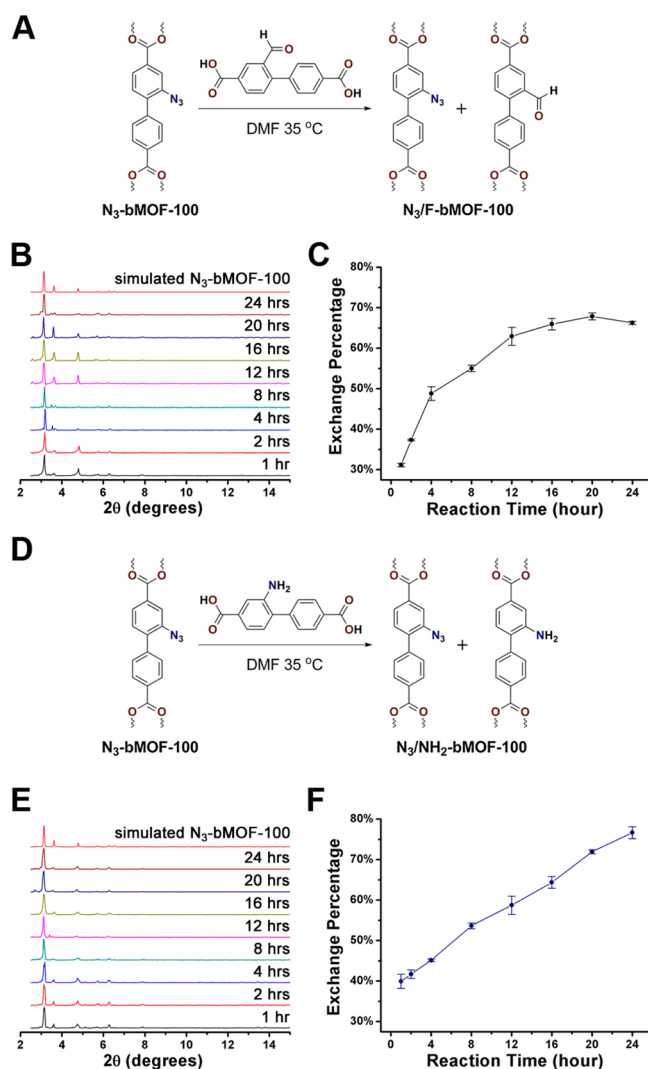 A
N3
HO
O
H
O
O
OH
DMF 35 °C
N3
+
H
O
N3-bMOF-100
N3/F-bMOF-100
B
simulated N3-bMOF-100
24 hrs
20 hrs
16 hrs
12 hrs
8 hrs
4 hrs
2 hrs
1 hr
2 4 6 8 10 12 14
2θ (degrees)
C
Exchange Percentage
80%
70%
60%
50%
40%
30%
0 4 8 12 16 20 24
Reaction Time (hour)
D
N3
HO
O
NH2
O
OH
DMF 35 °C
N3
+
NH2
N3-bMOF-100
N3/NH2-bMOF-100
E
simulated N3-bMOF-100
24 hrs
20 hrs
16 hrs
12 hrs
8 hrs
4 hrs
2 hrs
1 hr
2 4 6 8 10 12 14
2θ (degrees)
F
Exchange Percentage
80%
70%
60%
50%
40%
30%
0 4 8 12 16 20 24
Reaction Time (hour)